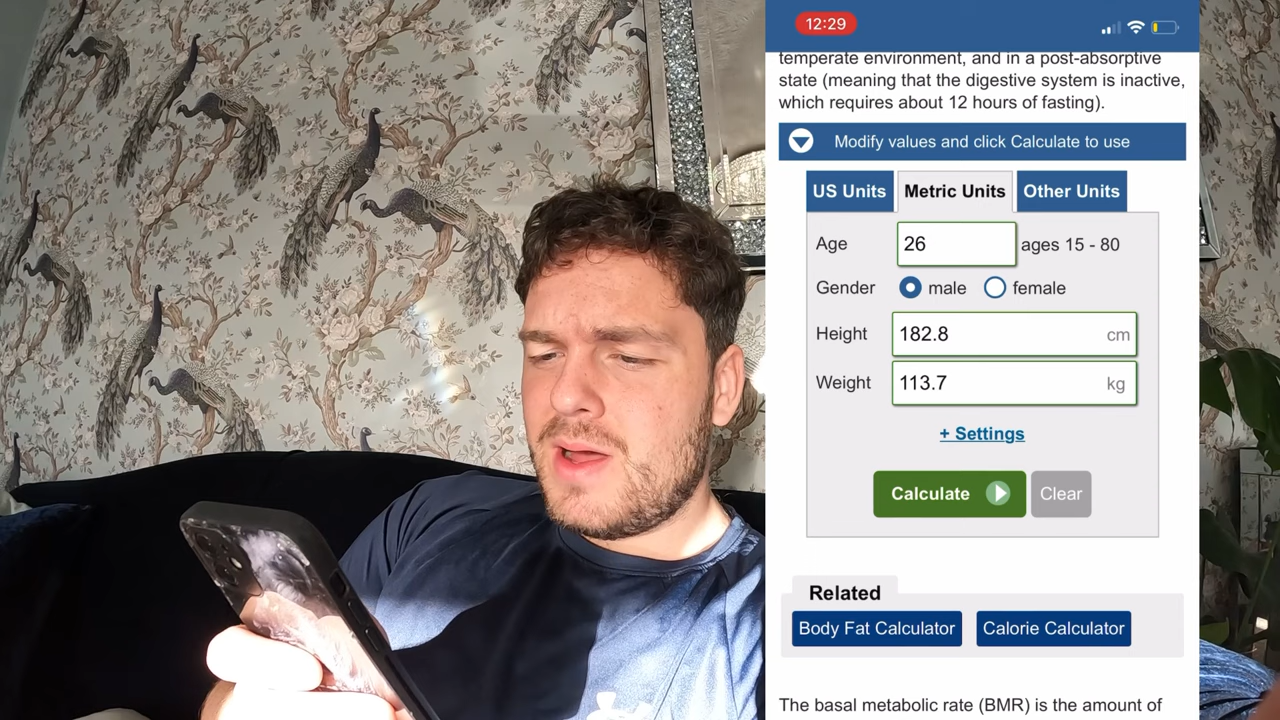 12:29
temperate environment, and in a post-absorptive
state (meaning that the digestive system is inactive,
which requires about 12 hours of fasting).
Modify values and click Calculate to use
US Units Metric Units Other Units
Age 26 ages 15 - 80
Gender male female
Height 182.8 cm
Weight 113.7 kg
+ Settings
Calculate Clear
Related
Body Fat Calculator Calorie Calculator
The basal metabolic rate (BMR) is the amount of